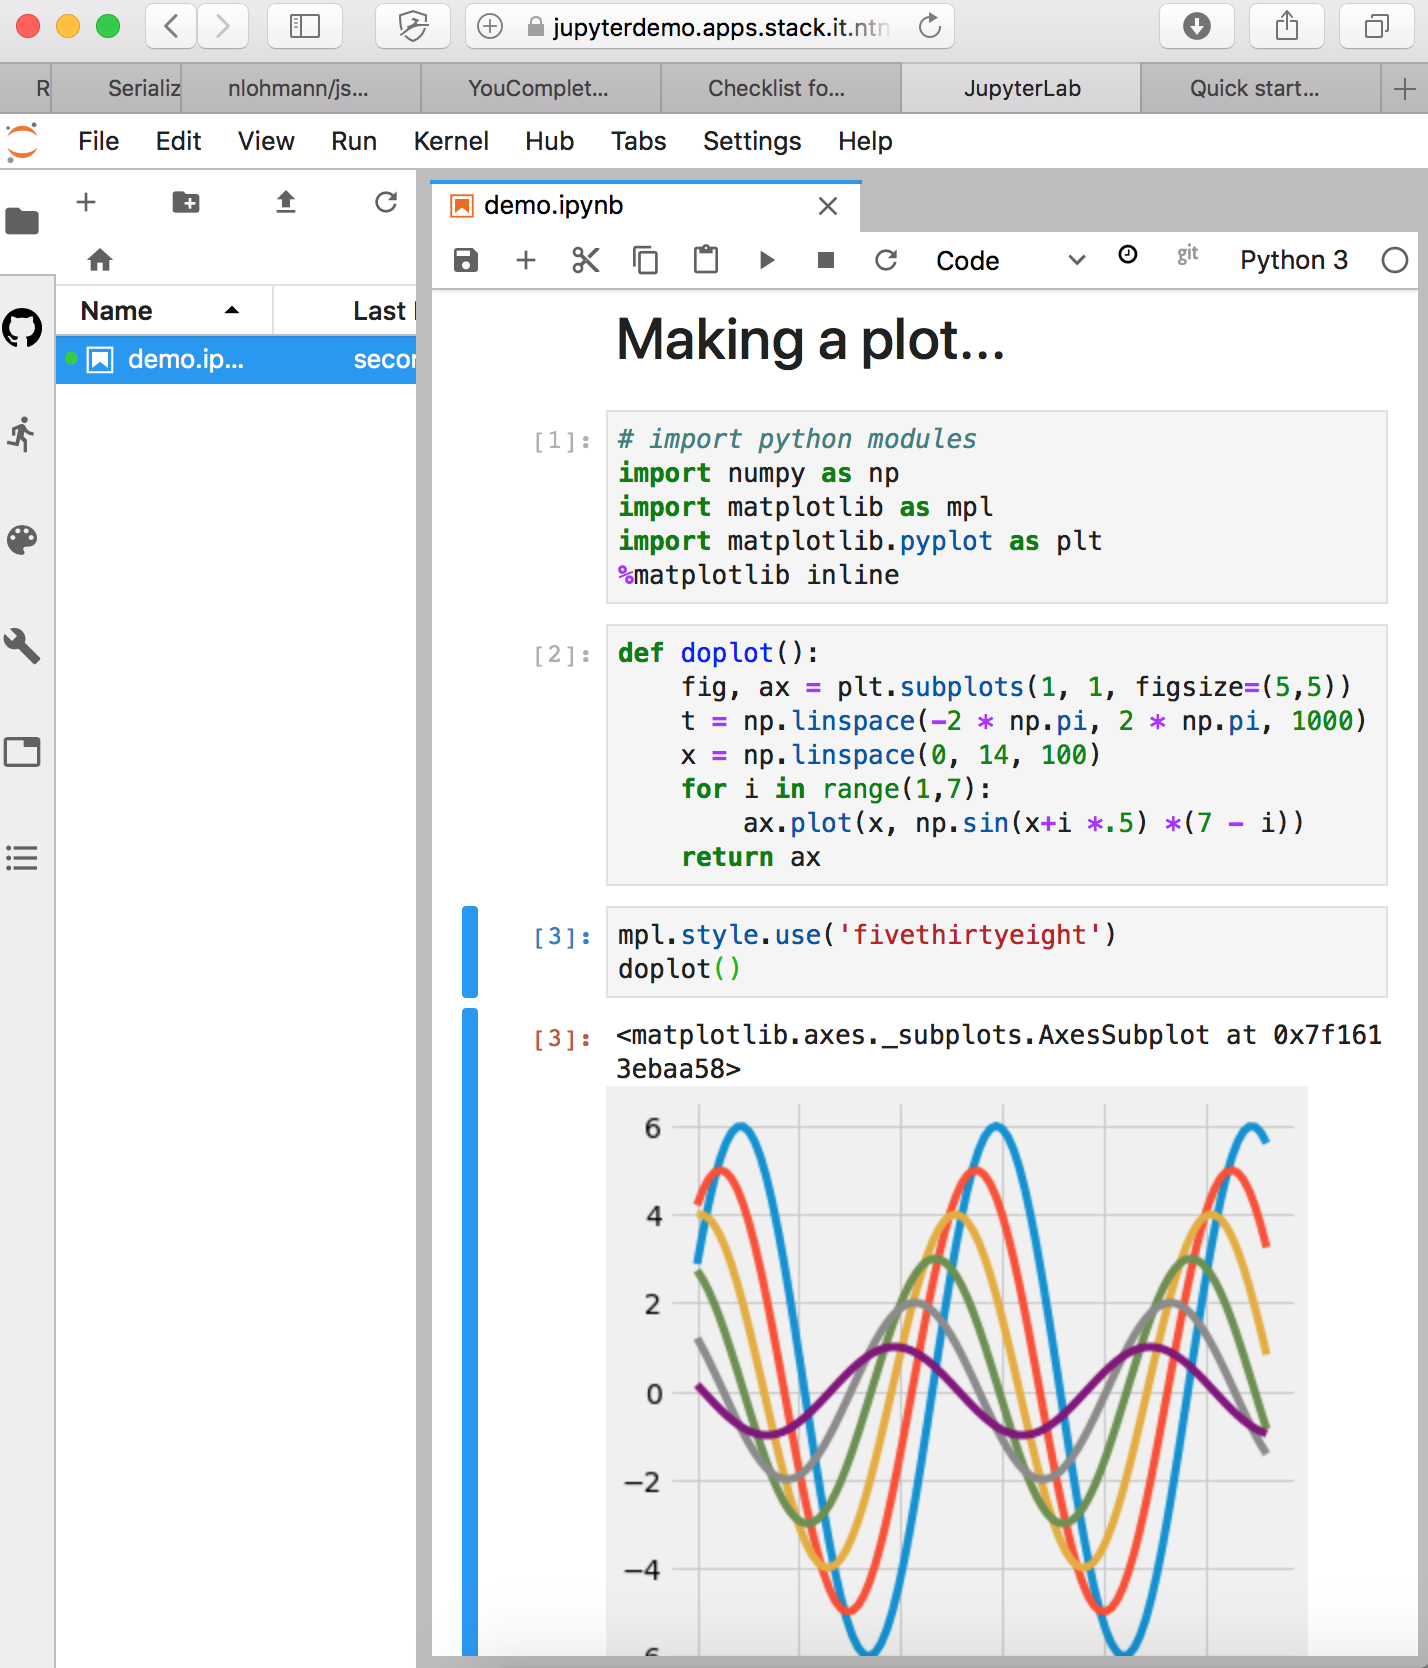 jupyterdemo.apps.stack.it.ntn
R
Serializ
nlohmann/js...
YouComplet...
Checklist fo...
JupyterLab
Quick start...
File Edit View Run Kernel Hub Tabs Settings Help
demo.ipynb
Code
git
Python 3
Name
Last
demo.ip...
secon
Making a plot...
[1]:
# import python modules
import numpy as np
import matplotlib as mpl
import matplotlib.pyplot as plt
%matplotlib inline
[2]:
def doplot():
    fig, ax = plt.subplots(1, 1, figsize=(5,5))
    t = np.linspace(-2 * np.pi, 2 * np.pi, 1000)
    x = np.linspace(0, 14, 100)
    for i in range(1,7):
        ax.plot(x, np.sin(x+i *.5) *(7 - i))
    return ax
[3]:
mpl.style.use('fivethirtyeight')
doplot()
[3]:
<matplotlib.axes._subplots.AxesSubplot at 0x7f161
3ebaa58>
6
4
2
0
−2
−4